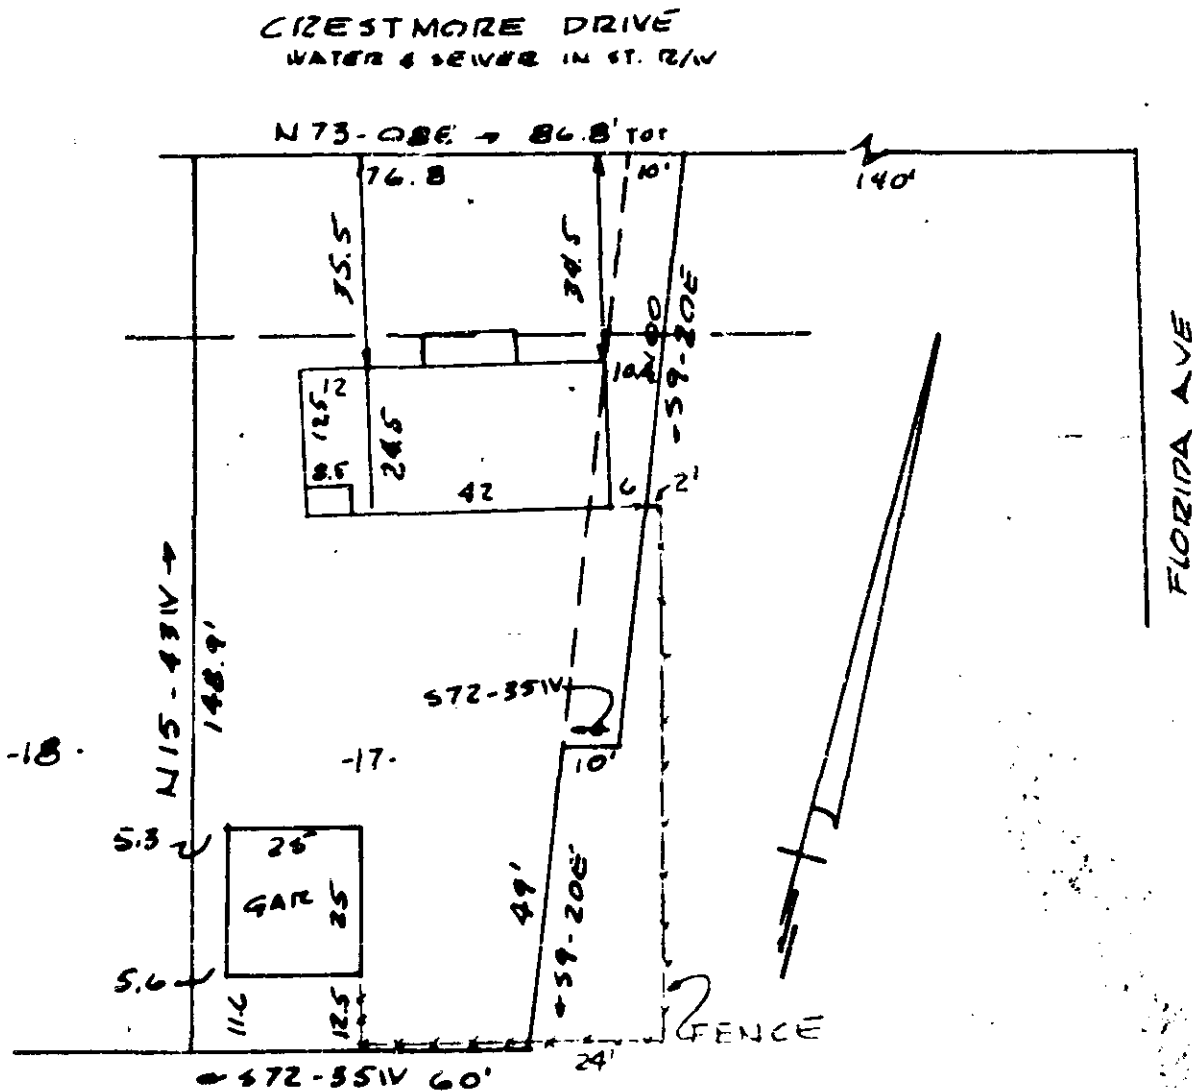 CRESTMORE DRIVE
WATER & SEWER IN ST. R/W
N 73-08E → 86.8' TOT
76.8
10'
140'
35.5
34.5
S9-20E
12
12.5
8.5
24.5
42
6
2'
FLORIDA AVE
N15-43W →
148.9'
S72-35W
10'
-18-
-17-
5.3
25
GAR
25
49'
S9-20E
5.6
11.6
12.5
FENCE
24'
S72-35W 60'